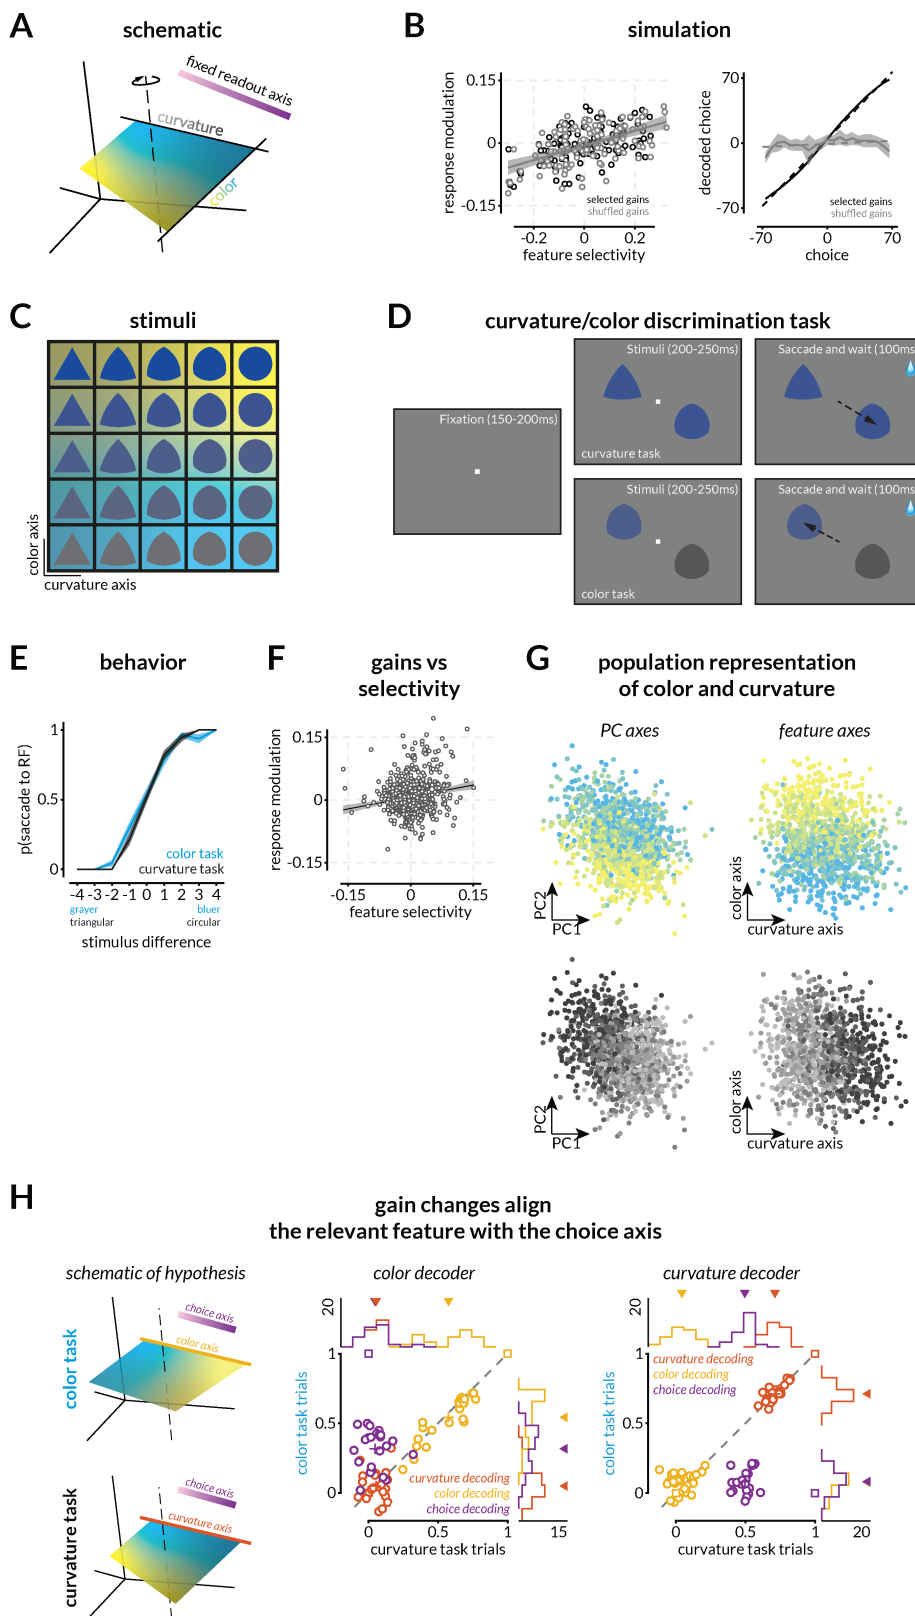 A
schematic
fixed readout axis
curvature
color
B
simulation
response modulation
0.15
0
-0.15
-0.2
0
0.2
feature selectivity
selected gains
shuffled gains
decoded choice
70
0
-70
-70
0
70
choice
selected gains
shuffled gains
C
stimuli
color axis
curvature axis
D
curvature/color discrimination task
Fixation (150-200ms)
Stimuli (200-250ms)
curvature task
Saccade and wait (100ms
Stimuli (200-250ms)
color task
Saccade and wait (100ms
E
behavior
p(saccade to RF)
1
0.5
0
color task
curvature task
-4 -3 -2 -1 0 1 2 3 4
grayer
bluer
triangular
circular
stimulus difference
F
gains vs
selectivity
response modulation
0.15
0
-0.15
-0.15
0
0.15
feature selectivity
G
population representation
of color and curvature
PC axes
feature axes
PC2
PC1
color axis
curvature axis
PC2
PC1
color axis
curvature axis
H
gain changes align
the relevant feature with the choice axis
schematic of hypothesis
color task
choice axis
color axis
curvature task
choice axis
curvature axis
color decoder
20
color task trials
1
0.5
0
curvature decoding
color decoding
choice decoding
0
0.5
1
15
curvature task trials
curvature decoder
20
color task trials
1
0.5
0
curvature decoding
color decoding
choice decoding
0
0.5
1
20
curvature task trials